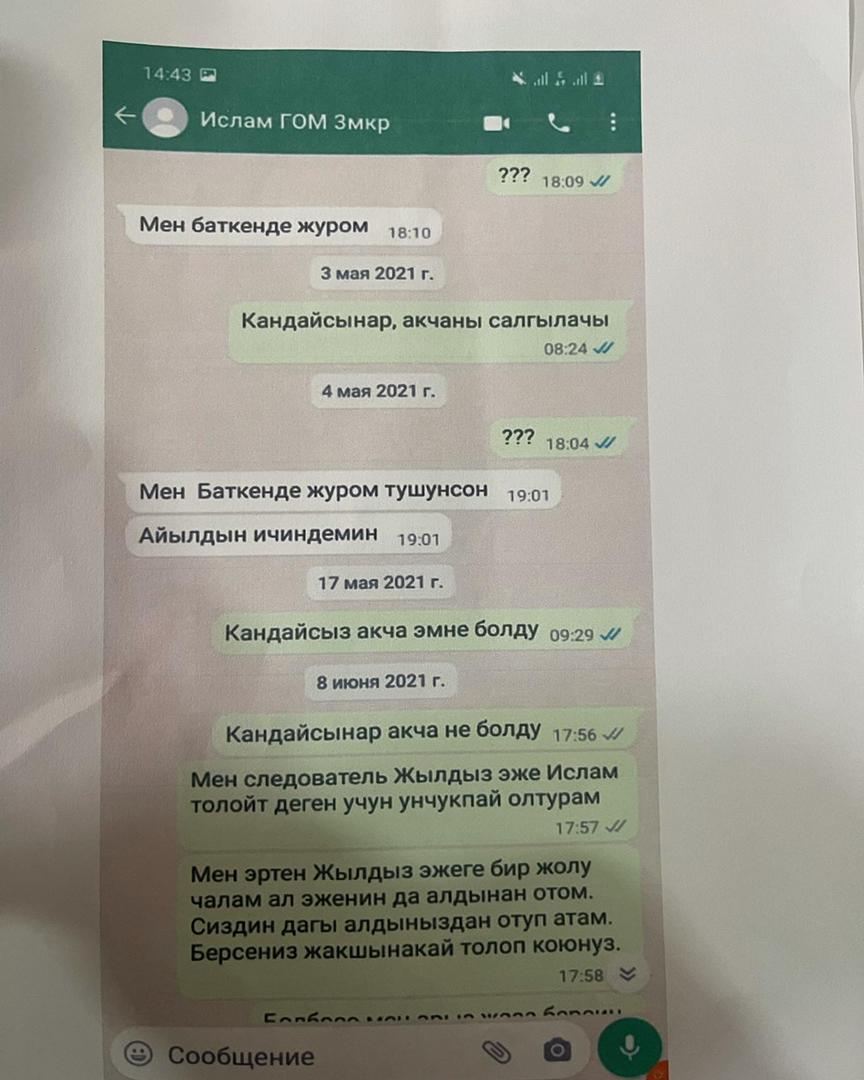 14:43
Ислам ГОМ 3мкр
??? 18:09
Мен баткенде журом 18:10
3 мая 2021 г.
Кандайсынар, акчаны салгылачы
08:24
4 мая 2021 г.
??? 18:04
Мен Баткенде журом тушунсон 19:01
Айылдын ичиндемин 19:01
17 мая 2021 г.
Кандайсыз акча эмне болду 09:29
8 июня 2021 г.
Кандайсынар акча не болду 17:56
Мен следователь Жылдыз эже Ислам
толойт деген учун унчукпай олтурам
17:57
Мен эртен Жылдыз эжеге бир жолу
чалам ал эженин да алдынан отом.
Сиздин дагы алдыныздан отуп атам.
Берсениз жакшынакай толоп коюнуз.
17:58
Сообщение